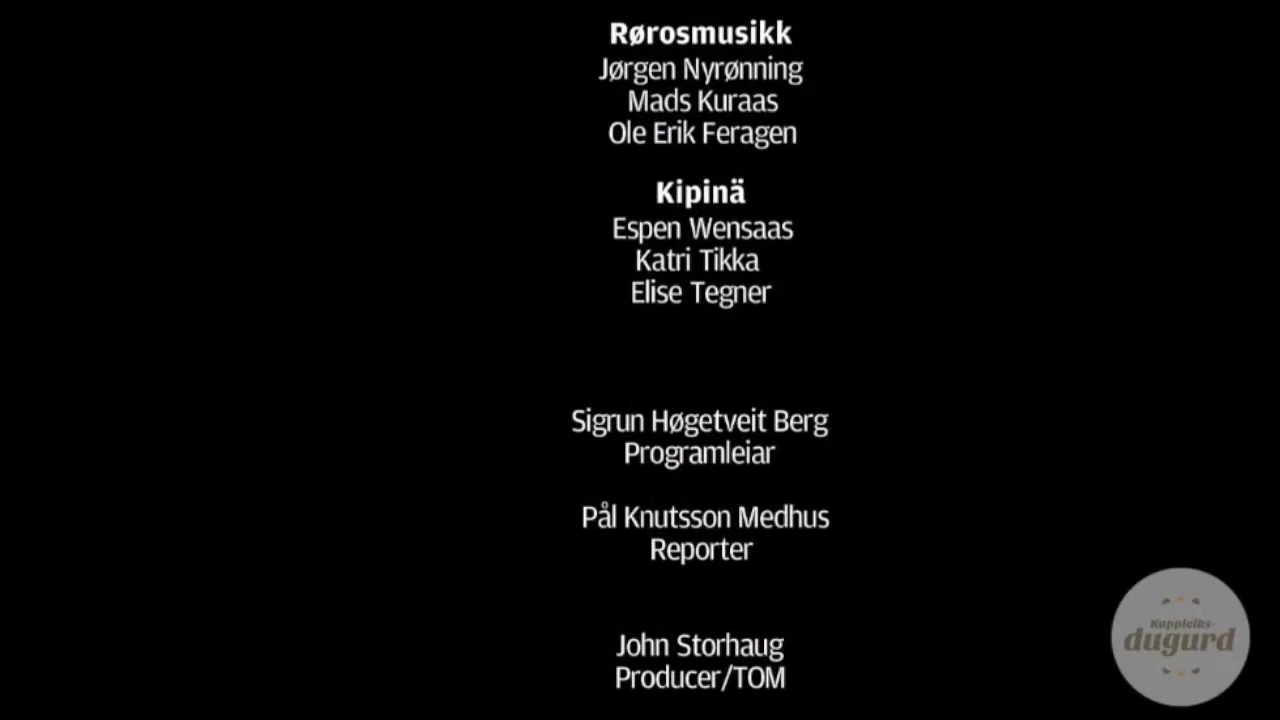 Rørosmusikk
Jørgen Nyrønning
Mads Kuraas
Ole Erik Feragen
Kipinä
Espen Wensaas
Katri Tikka
Elise Tegner
Sigrun Høgetveit Berg
Programleiar
Pål Knutsson Medhus
Reporter
John Storhaug
Producer/TOM
Kappleiks-
dugurd